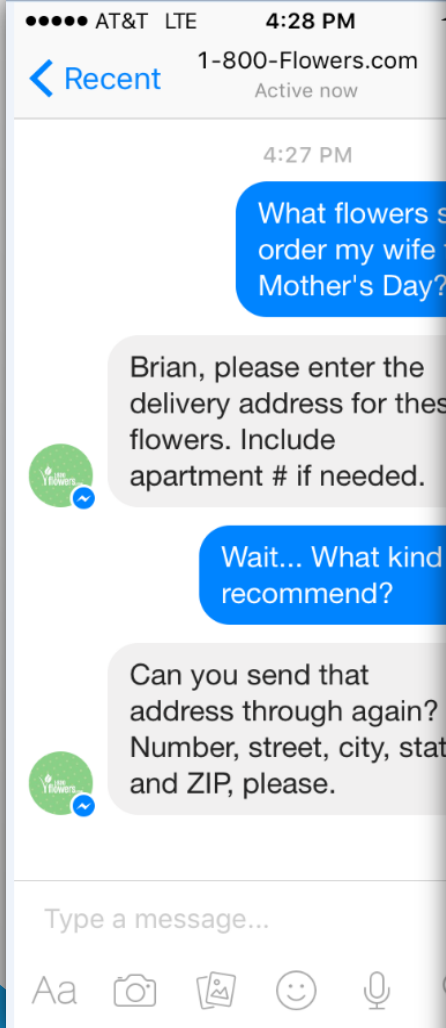 AT&T LTE 4:28 PM
Recent 1-800-Flowers.com
Active now
4:27 PM
What flowers
order my wife
Mother's Day?
Brian, please enter the
delivery address for
flowers. Include
apartment # if needed.
flowers
Wait... What kind
recommend?
Can you send that
address through again?
Number, street, city,
and ZIP, please.
flowers
Type a message...
Aa